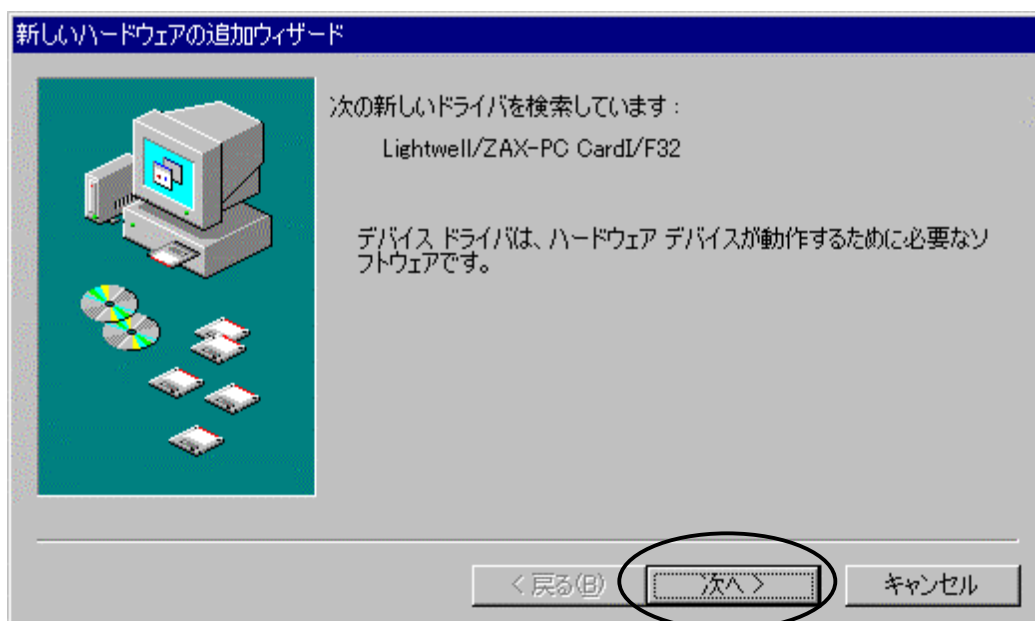 新しいハードウェアの追加ウィザード
次の新しいドライバを検索しています：
Lightwell/ZAX-PC CardI/F32
デバイス ドライバは、ハードウェア デバイスが動作するために必要なソ
フトウェアです。
< 戻る(B)
次へ >
キャンセル